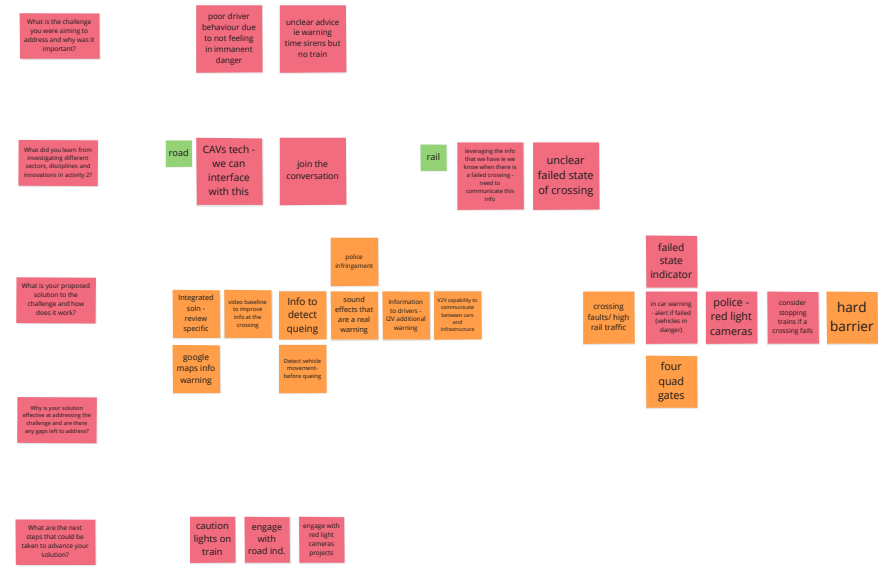 What is the challenge
you were aiming to
address and why was it
important?
poor driver
behaviour due
to not feeling
in immanent
danger
unclear advice
ie warning
time sirens but
no train
What did you learn from
investigating different
sectors, disciplines and
innovations in activity 2?
road
CAVs tech -
we can
interface
with this
join the
conversation
rail
leveraging the info
that we have ie we
know when there is
a failed crossing -
need to
communicate this
info
unclear
failed state
of crossing
What is your proposed
solution to the
challenge and how
does it work?
police
infringement
Integrated
soln -
review
specific
video baseline
to improve
info at the
crossing
Info to
detect
queing
sound
effects that
are a real
warning
information
to drivers -
I2V additional
warning
V2V capability to
communicate
between cars
and
infrastructure
google
maps info
warning
Detect vehicle
movement-
before queing
failed
state
indicator
crossing
faults/ high
rail traffic
in car warning
- alert if failed
(vehicles in
danger)
police -
red light
cameras
consider
stopping
trains if a
crossing fails
hard
barrier
four
quad
gates
Why is your solution
effective at addressing the
challenge and are there
any gaps left to address?
What are the next
steps that could be
taken to advance your
solution?
caution
lights on
train
engage
with
road ind.
engage with
red light
cameras
projects